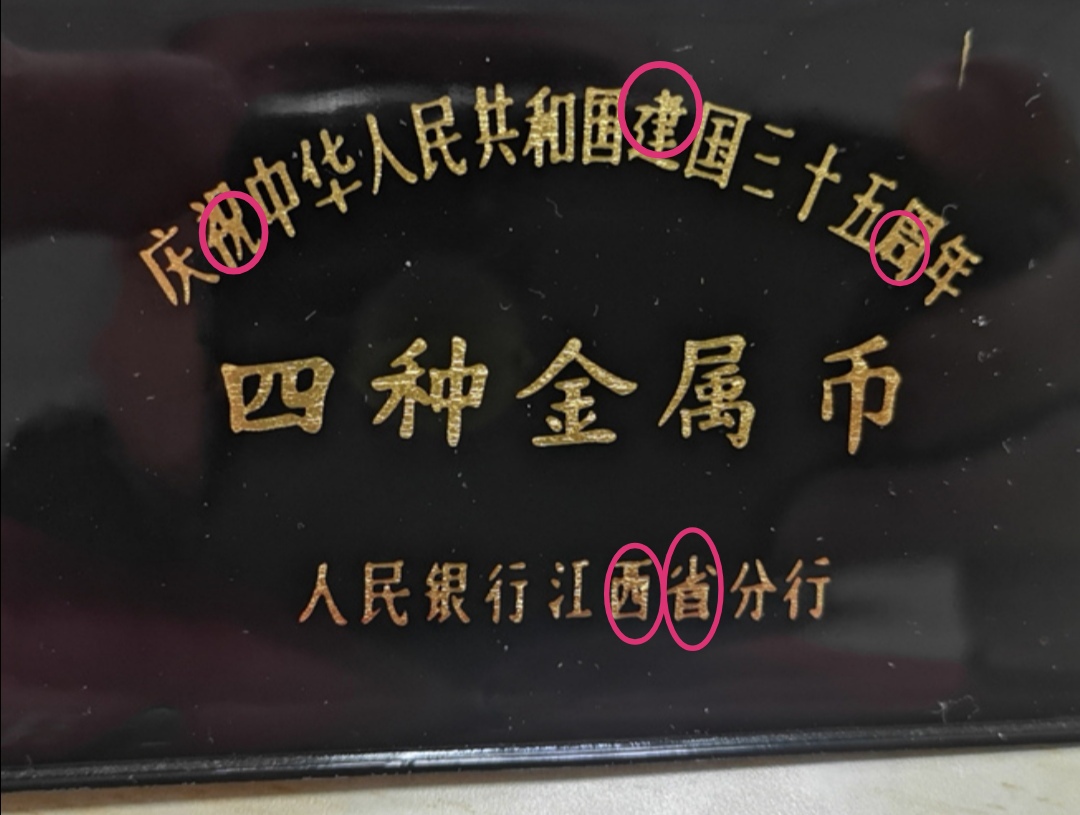 庆祝中华人民共和国建国三十五周年
四种金属币
人民银行江西省分行